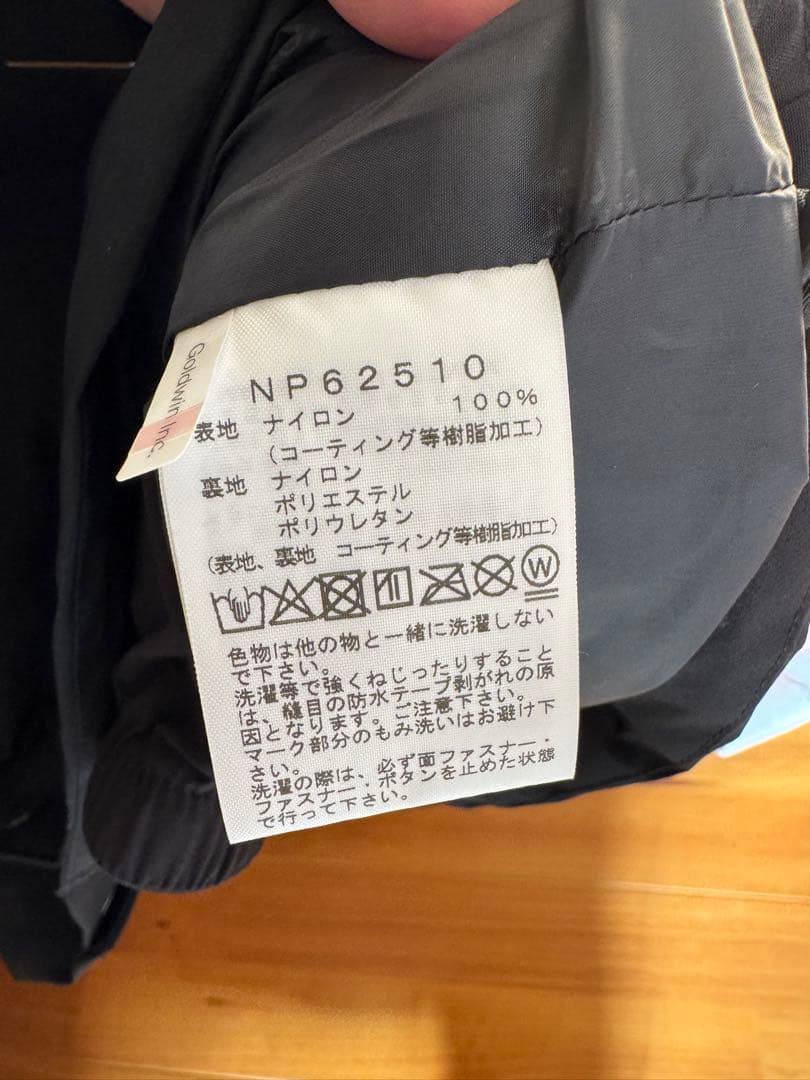 Goldwin Inc.
NP62510
表地 ナイロン 100%
(コーティング等樹脂加工)
裏地 ナイロン
ポリエステル
ポリウレタン
(表地、裏地 コーティング等樹脂加工)
W
色物は他の物と一緒に洗濯しない
で下さい。
洗濯等で強くねじったりすること
は、縫目の防水テープ剥がれの原
因となります。ご注意下さい。
マーク部分のもみ洗いはお避け下
さい。
洗濯の際は、必ず面ファスナー・
ファスナー・ボタンを止めた状態
で行って下さい。